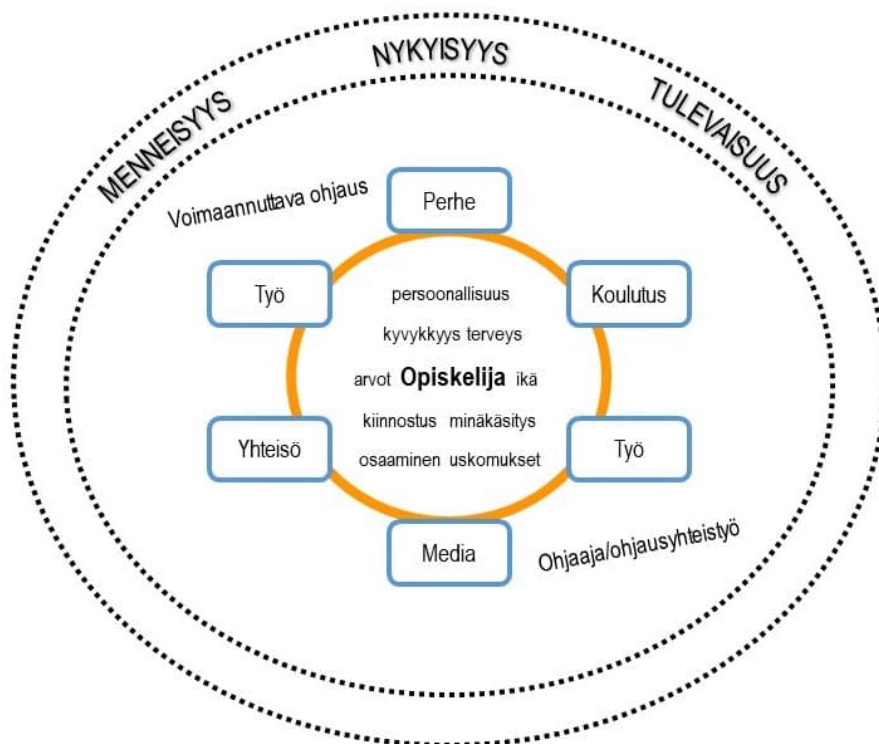 NYKYISYYS
MENNEISYYS
TULEVAISUUS
Voimaannuttava ohjaus
Perhe
Työ
Koulutus
persoonallisuus
kyvykkyys terveys
arvot Opiskelija ikä
kiinnostus minäkäsitys
osaaminen uskomukset
Yhteisö
Työ
Media
Ohjaaja/ohjausyhteistyö